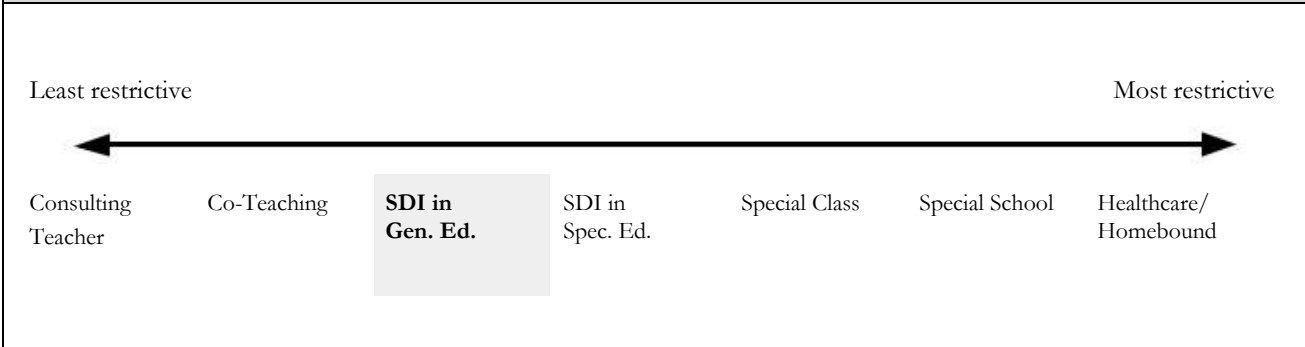 Least restrictive
Most restrictive
Consulting
Teacher
Co-Teaching
SDI in
Gen. Ed.
SDI in
Spec. Ed.
Special Class
Special School
Healthcare/
Homebound